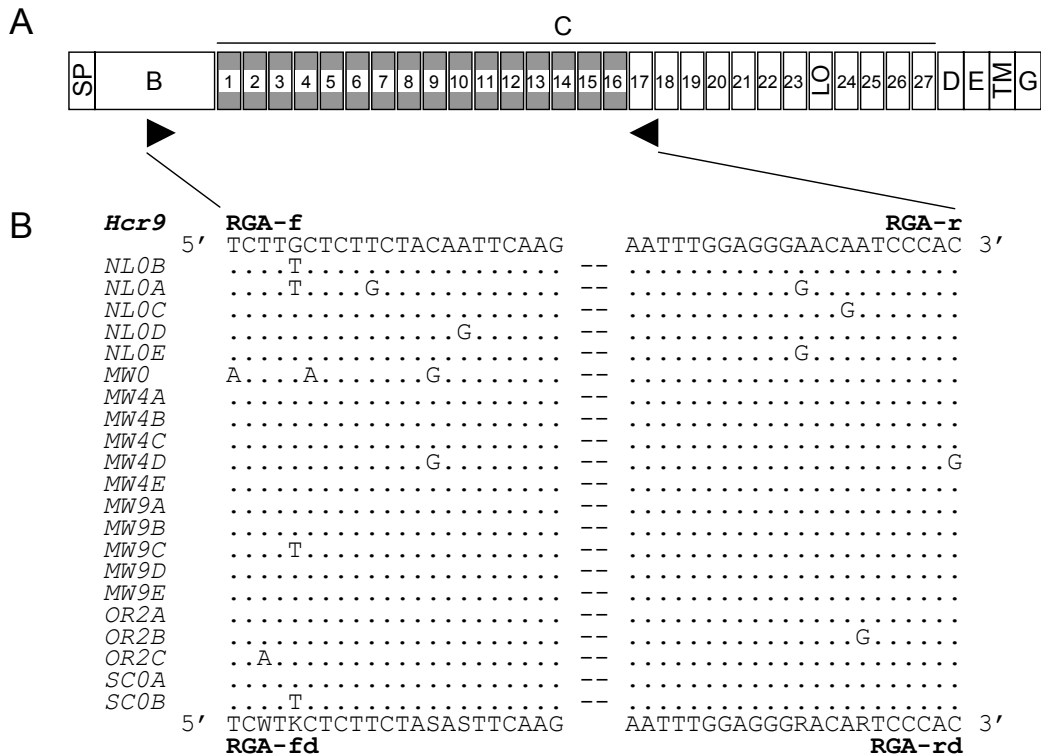 A
C
SP B 1 2 3 4 5 6 7 8 9 10 11 12 13 14 15 16 17 18 19 20 21 22 23 LO 24 25 26 27 D E TM G
B
Hcr9 RGA-f RGA-r
5' TCTTGCTCTTCTACAATTCAAG AATTTGGAGGGAACAATCCCAC 3'
NL0B ....T................. -- ......................
NL0A ....T....G............ -- ...........G..........
NL0C ...................... -- ..............G.......
NL0D ...............G...... -- ......................
NL0E ...................... -- ...........G..........
MW0 A....A.......G........ -- ......................
MW4A ...................... -- ......................
MW4B ...................... -- ......................
MW4C ...................... -- ......................
MW4D .............G........ -- .....................G
MW4E ...................... -- ......................
MW9A ...................... -- ......................
MW9B ...................... -- ......................
MW9C ....T................. -- ......................
MW9D ...................... -- ......................
MW9E ...................... -- ......................
OR2A ...................... -- ......................
OR2B ...................... -- ...............G......
OR2C ..A................... -- ......................
SC0A ...................... -- ......................
SC0B ....T................. -- ......................
5' TCWTKCTCTTCTASASTTCAAG AATTTGGAGGGRACARTCCCAC 3'
RGA-fd RGA-rd